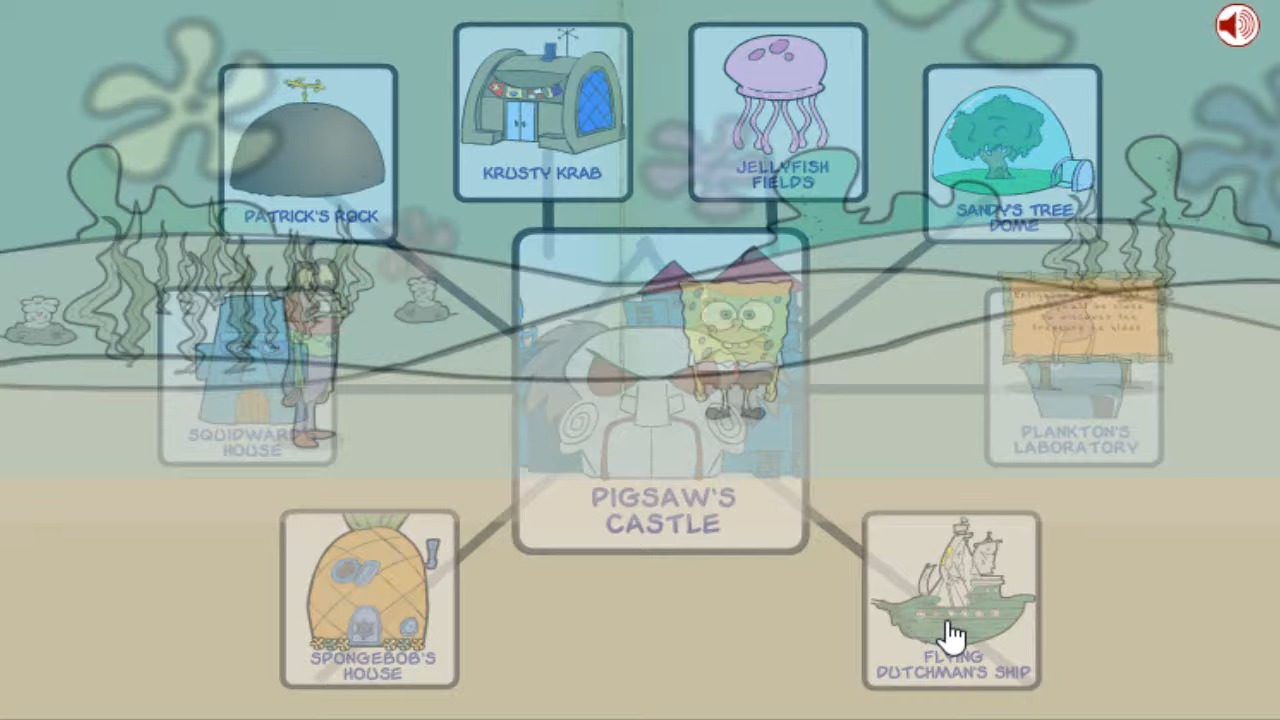 KRUSTY KRAB
JELLYFISH
FIELDS
PATRICK'S ROCK
SANDY'S TREE
DOME
SQUIDWARD
HOUSE
PLANKTON'S
LABORATORY
PIGSAW'S
CASTLE
SPONGEBOB'S
HOUSE
FLYING
DUTCHMAN'S SHIP